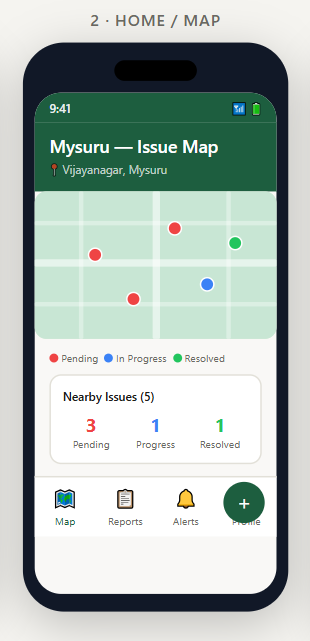 2 · HOME / MAP
9:41
Mysuru — Issue Map
Vijayanagar, Mysuru
Pending In Progress Resolved
Nearby Issues (5)
3 1 1
Pending Progress Resolved
+
Map Reports Alerts Profile